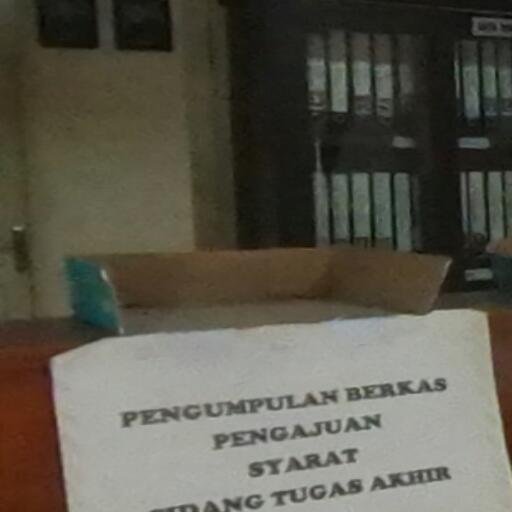 PENGUMPULAN BERKAS
PENGAJUAN
SYARAT
SIDANG TUGAS AKHIR